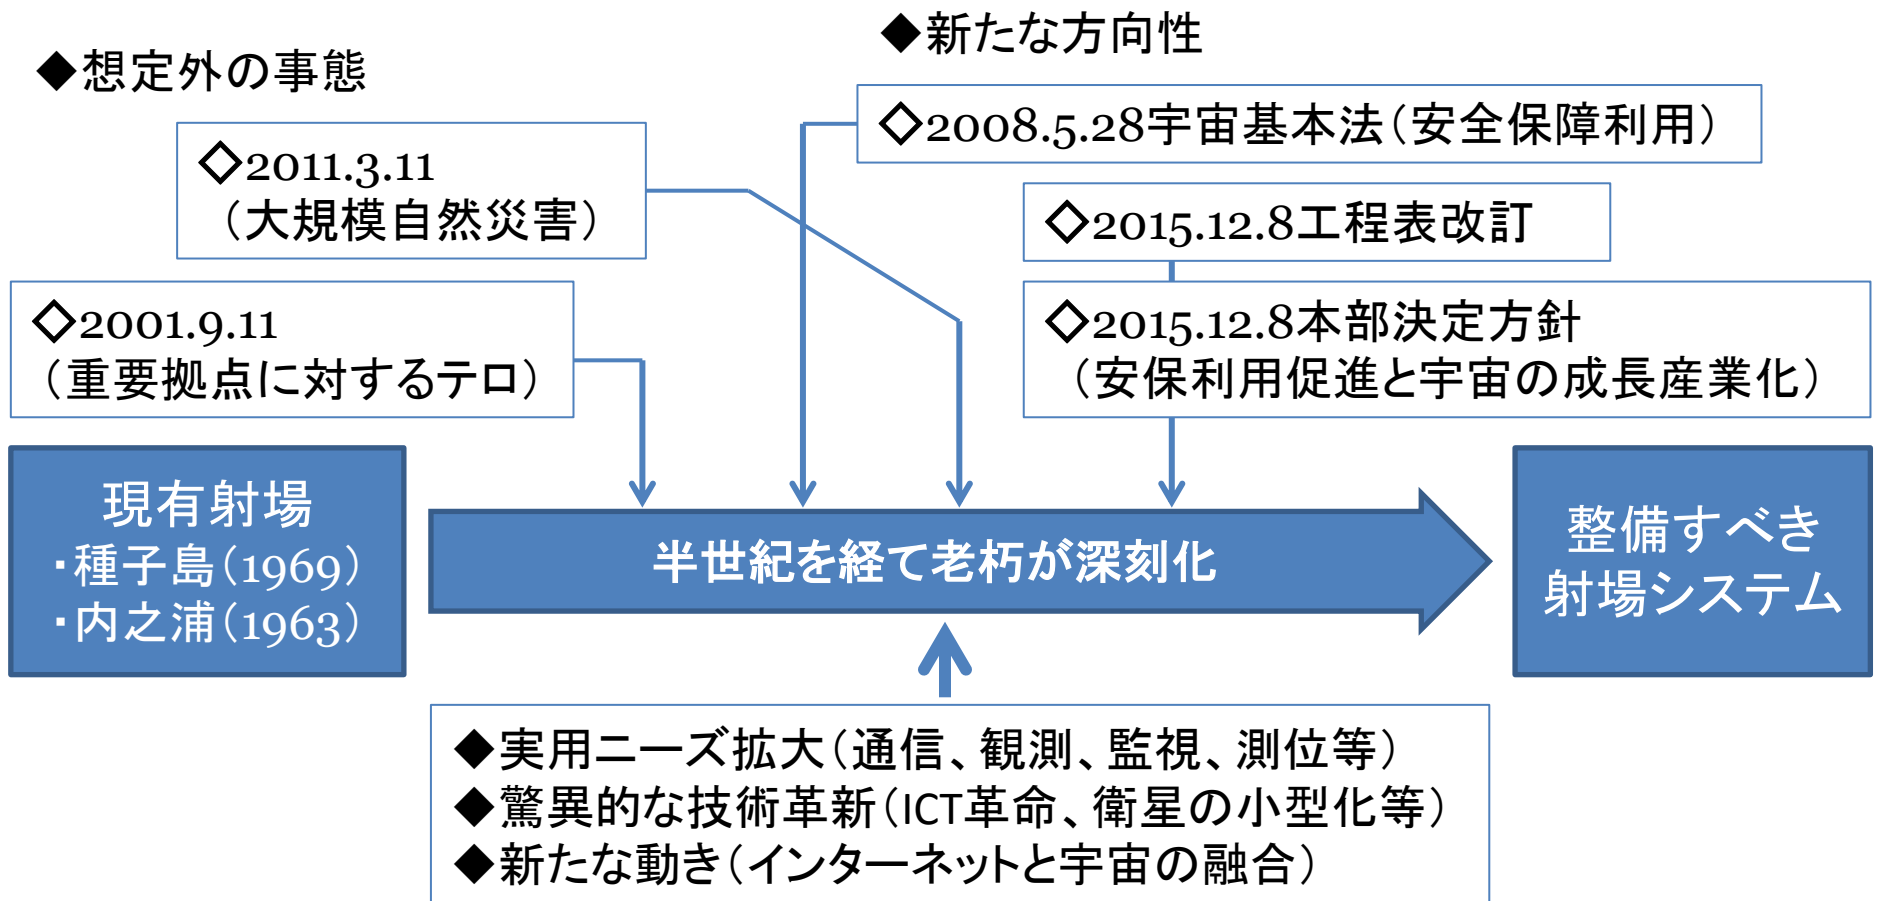 ◆新たな方向性
◆想定外の事態
◇2008.5.28宇宙基本法（安全保障利用）
◇2011.3.11
（大規模自然災害）
◇2015.12.8工程表改訂
◇2001.9.11
（重要拠点に対するテロ）
◇2015.12.8本部決定方針
（安保利用促進と宇宙の成長産業化）
現有射場
・種子島（1969）
・内之浦（1963）
半世紀を経て老朽が深刻化
整備すべき
射場システム
◆実用ニーズ拡大（通信、観測、監視、測位等）
◆驚異的な技術革新（ICT革命、衛星の小型化等）
◆新たな動き（インターネットと宇宙の融合）